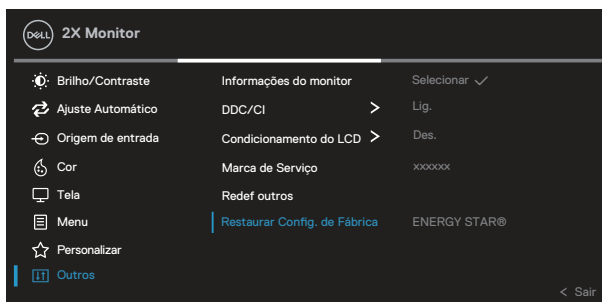 DELL 2X Monitor
Brilho/Contraste Informações do monitor Selecionar ✓
Ajuste Automático DDC/CI > Lig.
Origem de entrada Condicionamento do LCD > Des.
Cor Marca de Serviço xxxxxx
Tela Redef outros
Menu Restaurar Config. de Fábrica ENERGY STAR®
Personalizar
Outros
< Sair